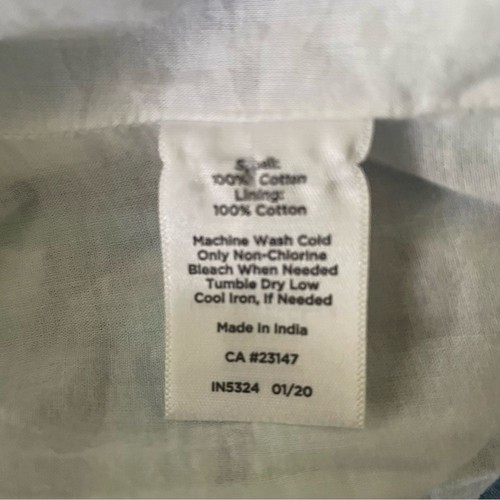 100% Cotton
Lining:
100% Cotton
Machine Wash Cold
Only Non-Chlorine
Bleach When Needed
Tumble Dry Low
Cool Iron, If Needed
Made In India
CA #23147
IN5324 01/20